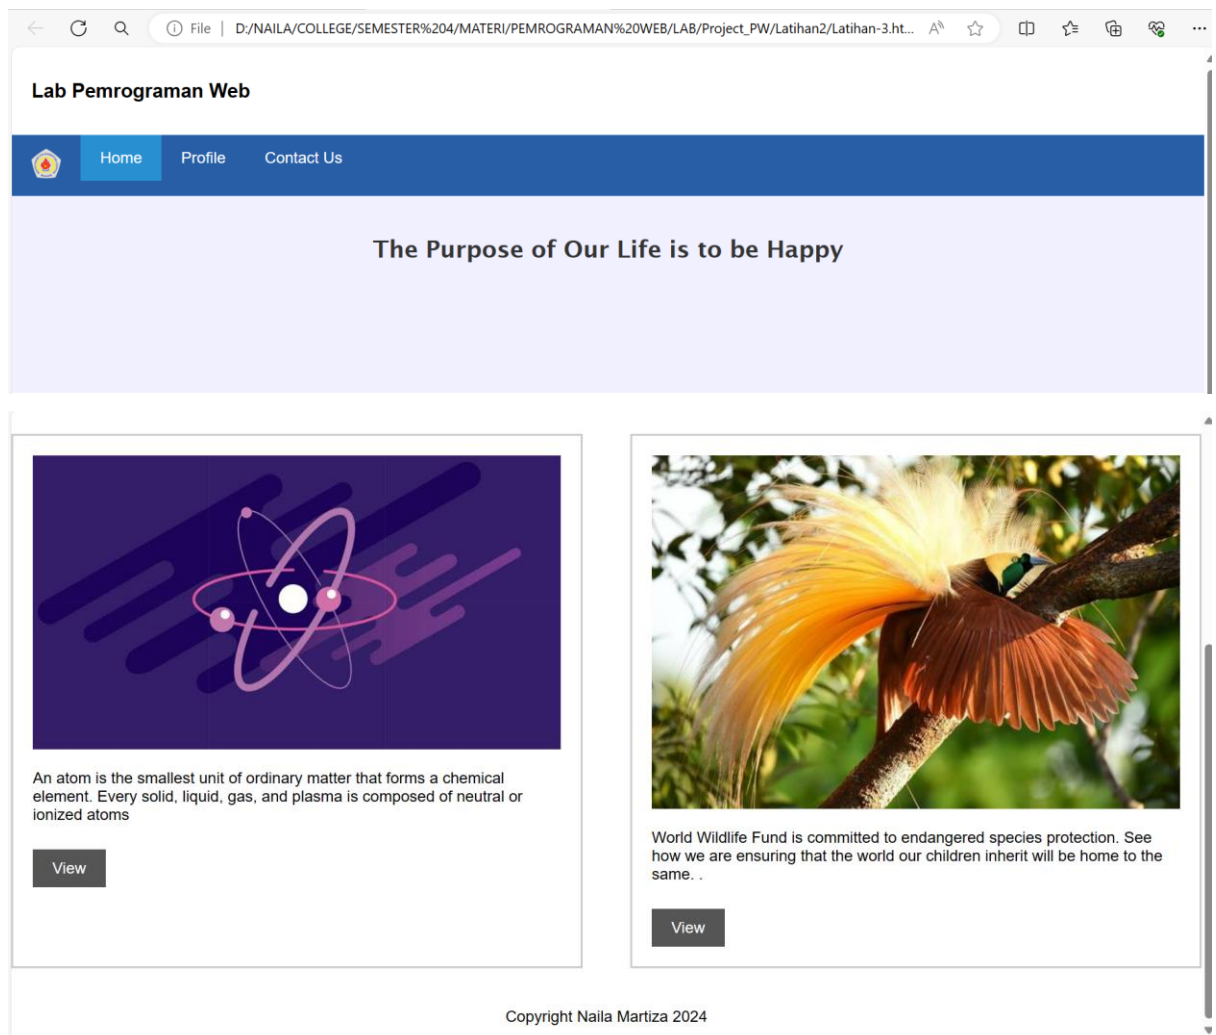 File | D:/NAILA/COLLEGE/SEMESTER%204/MATERI/PEMROGRAMAN%20WEB/LAB/Project_PW/Latihan2/Latihan-3.ht...
Lab Pemrograman Web
Home Profile Contact Us
The Purpose of Our Life is to be Happy
An atom is the smallest unit of ordinary matter that forms a chemical
element. Every solid, liquid, gas, and plasma is composed of neutral or
ionized atoms
View
World Wildlife Fund is committed to endangered species protection. See
how we are ensuring that the world our children inherit will be home to the
same. .
View
Copyright Naila Martiza 2024